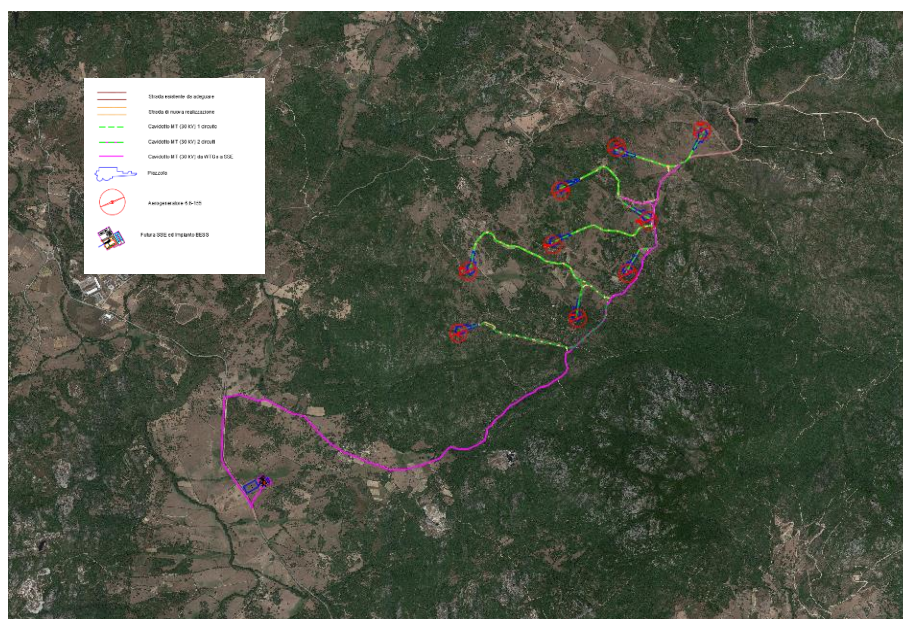 Strada esistente da adeguare
Strada di nuova realizzazione
Cavidotto MT (30 KV) 1 circuito
Cavidotto MT (30 KV) 2 circuiti
Cavidotto MT (30 KV) da WTG a SSE
Piazzola
Aerogeneratore
Futura SSE ed Impianto BESS